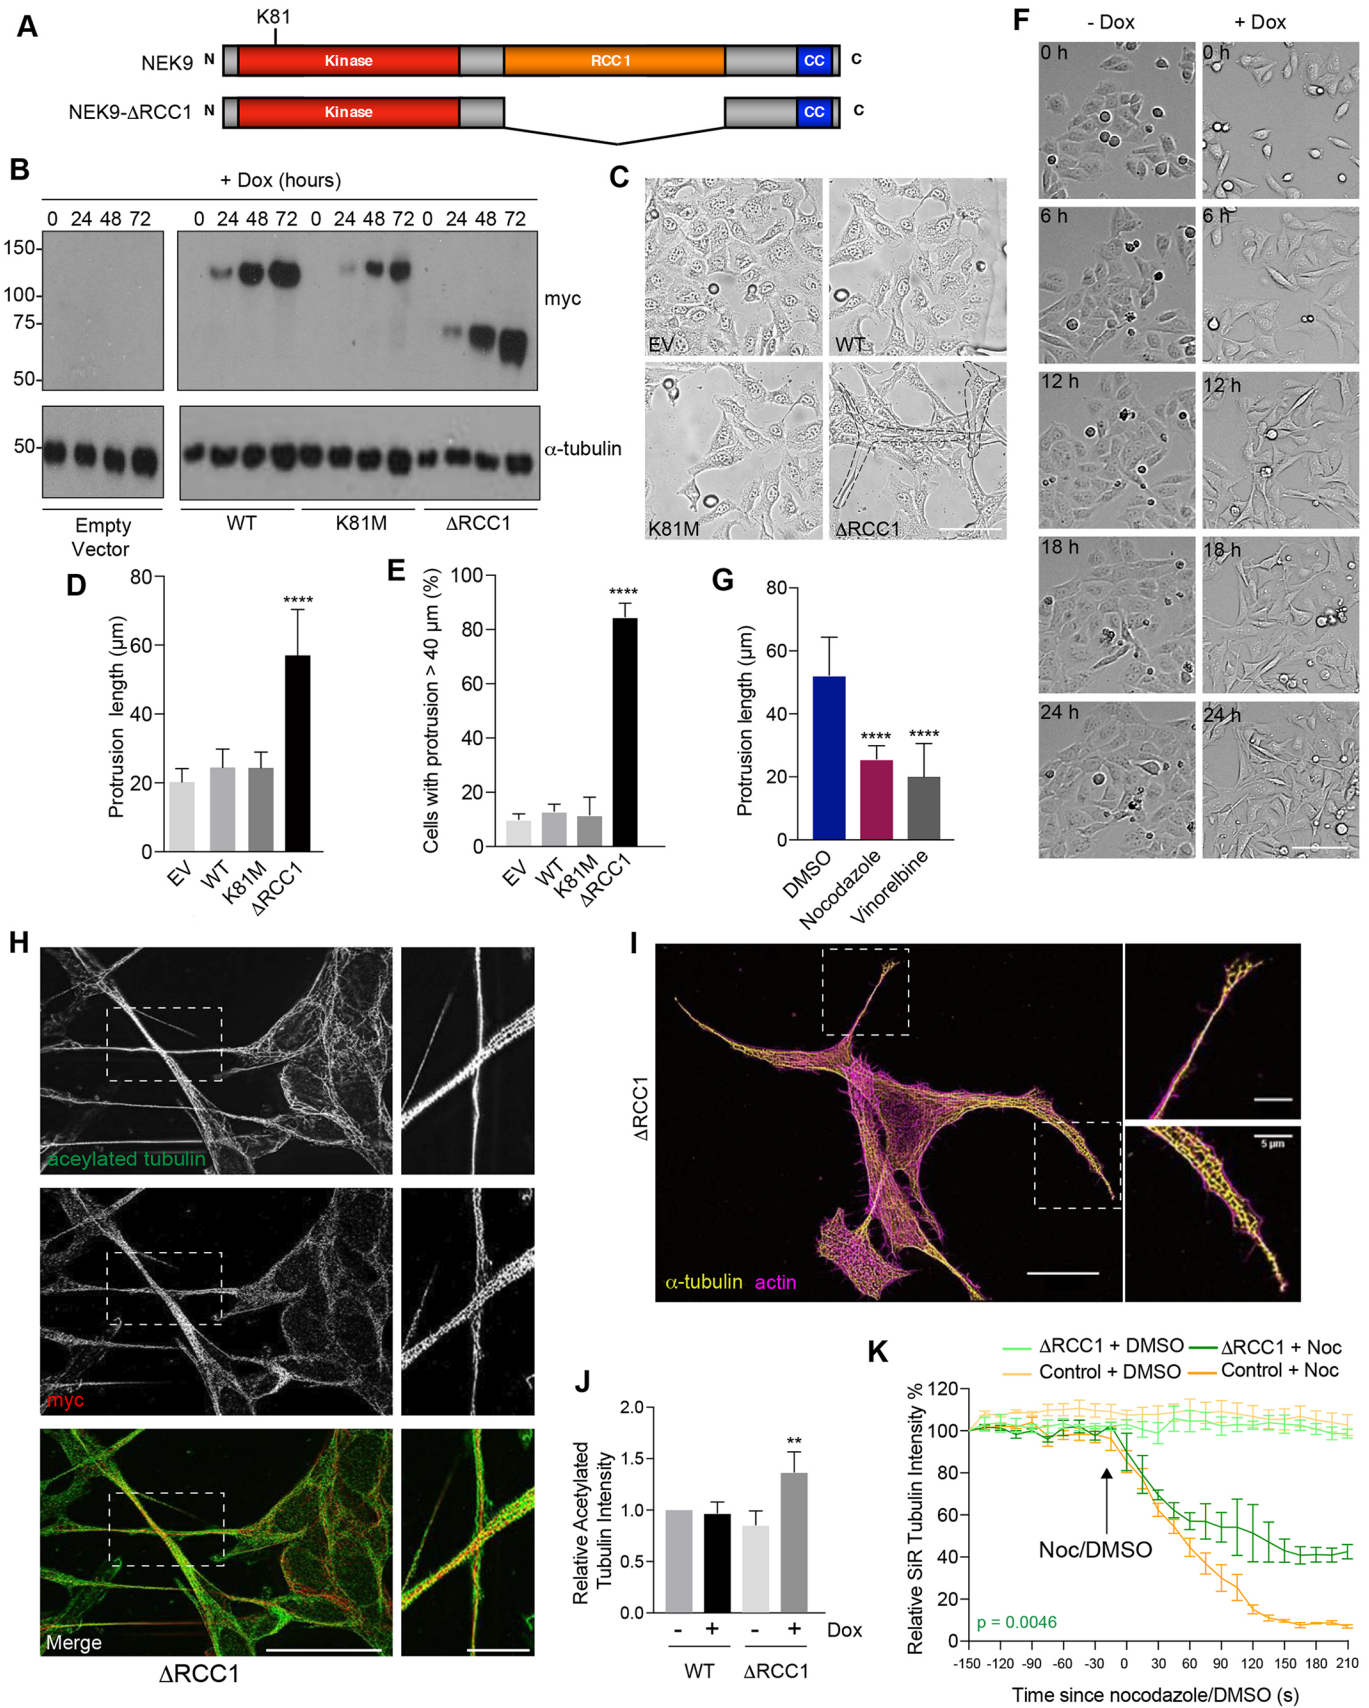 A
K81
NEK9 N Kinase RCC1 CC C
NEK9-ΔRCC1 N Kinase CC C
B
+ Dox (hours)
0 24 48 72 0 24 48 72 0 24 48 72 0 24 48 72
150
100
75
50
myc
50
α-tubulin
Empty
Vector
WT
K81M
ΔRCC1
C
EV
WT
K81M
ΔRCC1
D
Protrusion length (μm)
80
60
40
20
0
****
EV
WT
K81M
ΔRCC1
E
Cells with protrusion > 40 μm (%)
100
80
60
40
20
0
****
EV
WT
K81M
ΔRCC1
F
- Dox
+ Dox
0 h
0 h
6 h
6 h
12 h
12 h
18 h
18 h
24 h
24 h
G
Protrusion length (μm)
80
60
40
20
0
****
****
DMSO
Nocodazole
Vinorelbine
H
aceylated tubulin
myc
Merge
ΔRCC1
I
ΔRCC1
α-tubulin actin
5 μm
J
Relative Acetylated
Tubulin Intensity
2.0
1.5
1.0
0.5
0.0
**
- + - + Dox
WT
ΔRCC1
K
ΔRCC1 + DMSO
ΔRCC1 + Noc
Control + DMSO
Control + Noc
Relative SiR Tubulin Intensity %
120
100
80
60
40
20
0
Noc/DMSO
p = 0.0046
-150 -120 -90 -60 -30 0 30 60 90 120 150 180 210
Time since nocodazole/DMSO (s)